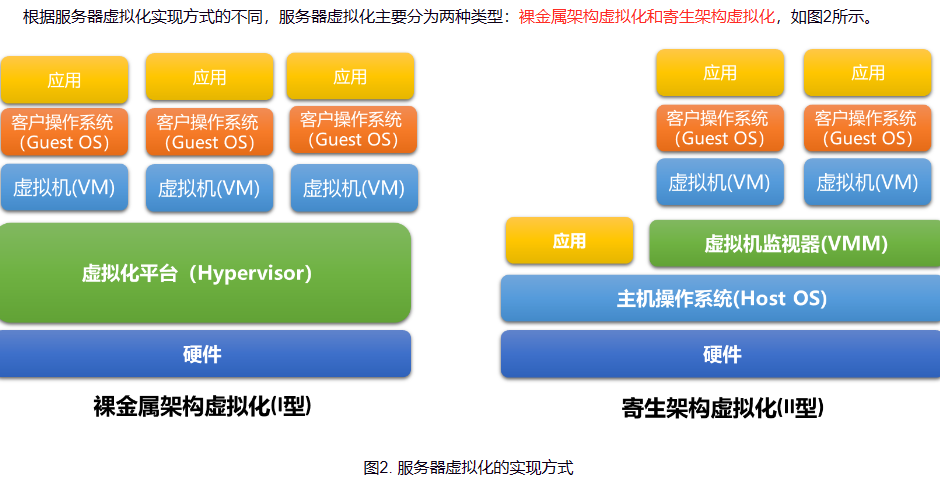 根据服务器虚拟化实现方式的不同，服务器虚拟化主要分为两种类型：裸金属架构虚拟化和寄生架构虚拟化，如图2所示。
应用
应用
应用
客户操作系统
（Guest OS）
客户操作系统
（Guest OS）
客户操作系统
（Guest OS）
虚拟机(VM)
虚拟机(VM)
虚拟机(VM)
虚拟化平台（Hypervisor）
硬件
裸金属架构虚拟化(I型)
应用
应用
客户操作系统
（Guest OS）
客户操作系统
（Guest OS）
虚拟机(VM)
虚拟机(VM)
应用
虚拟机监视器(VMM)
主机操作系统(Host OS)
硬件
寄生架构虚拟化(II型)
图2. 服务器虚拟化的实现方式